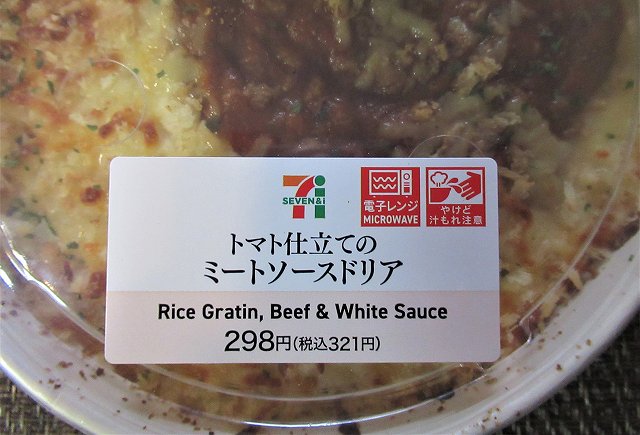 SEVEN&i
電子レンジ
MICROWAVE
やけど
汁もれ注意
トマト仕立ての
ミートソースドリア
Rice Gratin, Beef & White Sauce
298円(税込321円)